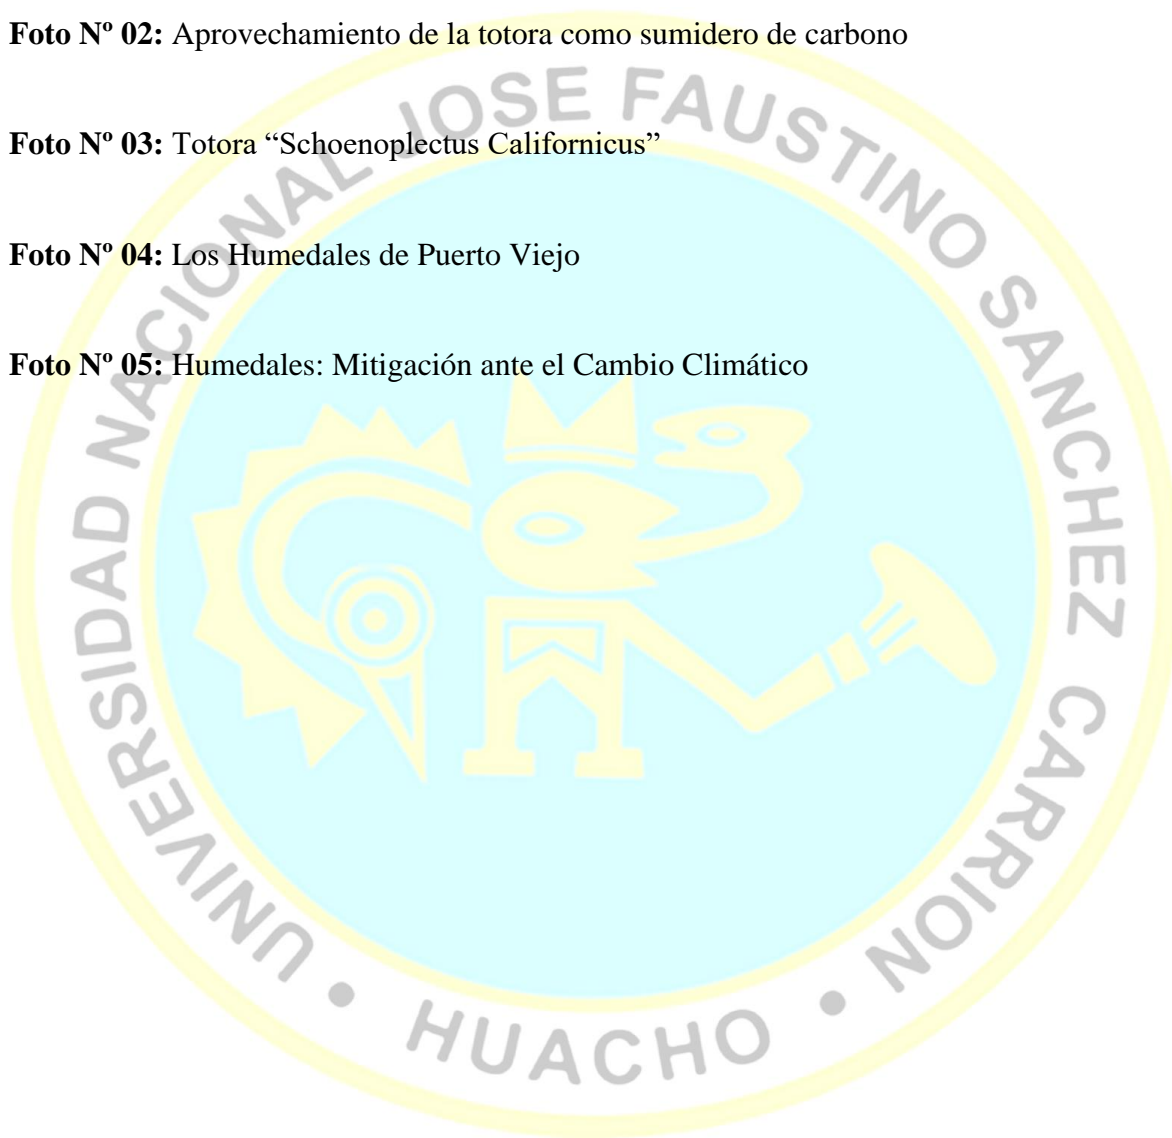 Foto Nº 02: Aprovechamiento de la totora como sumidero de carbono
Foto Nº 03: Totora “Schoenoplectus Californicus”
Foto Nº 04: Los Humedales de Puerto Viejo
Foto Nº 05: Humedales: Mitigación ante el Cambio Climático
UNIVERSIDAD NACIONAL JOSE FAUSTINO SANCHEZ CARRION
• HUACHO •